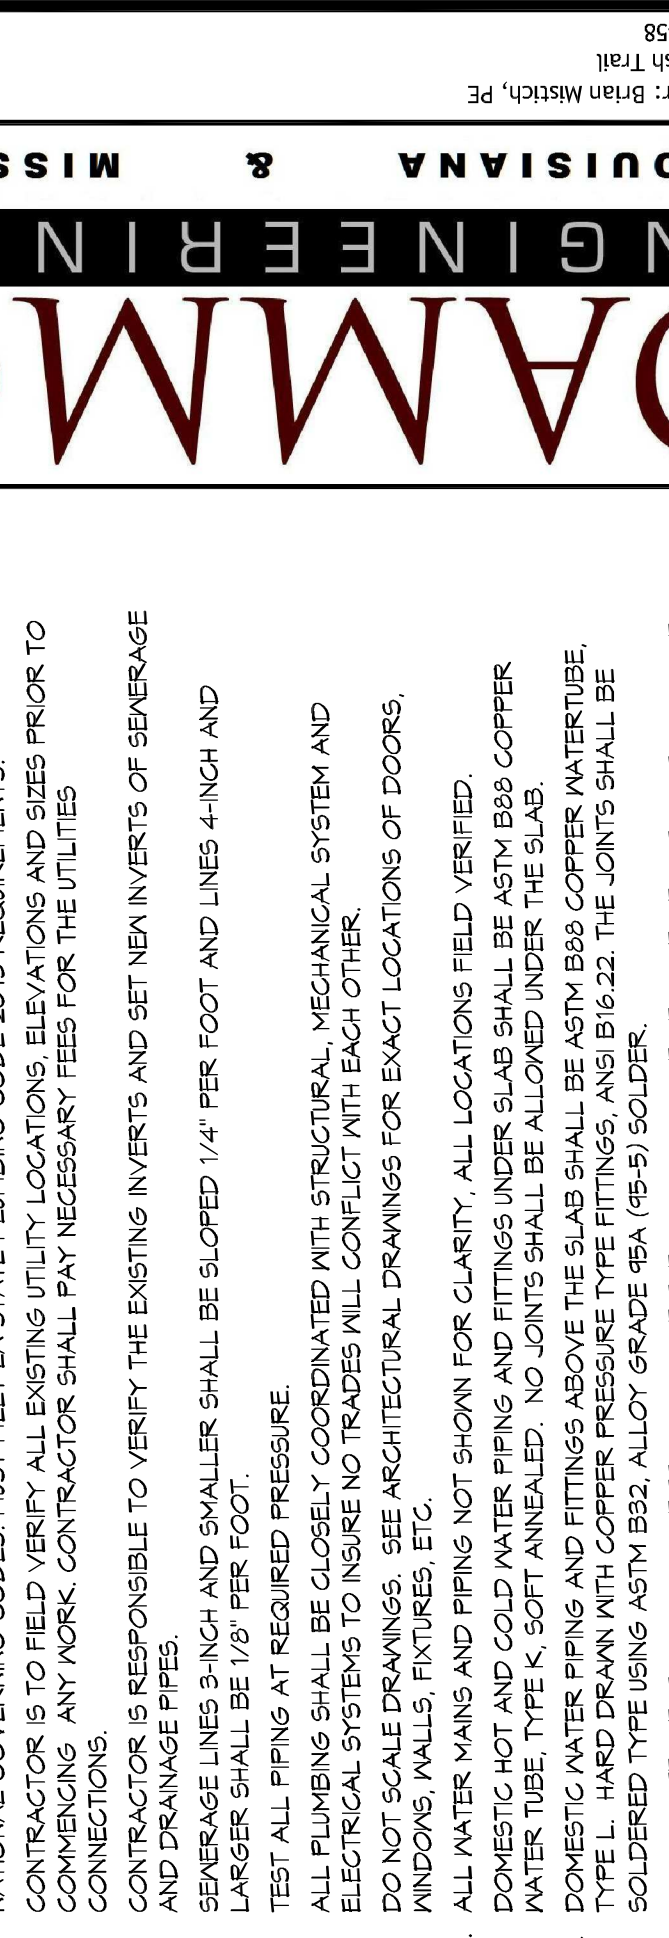 r: Brian Mistich, PE
sh Trail
58
OUISIANA & MISS
NGINEERIN
DAMM
CONTRACTOR IS TO FIELD VERIFY ALL EXISTING UTILITY LOCATIONS, ELEVATIONS AND SIZES PRIOR TO
COMMENCING ANY WORK. CONTRACTOR SHALL PAY NECESSARY FEES FOR THE UTILITIES
CONNECTIONS.
CONTRACTOR IS RESPONSIBLE TO VERIFY THE EXISTING INVERTS AND SET NEW INVERTS OF SEWERAGE
AND DRAINAGE PIPES.
SEWERAGE LINES 3-INCH AND SMALLER SHALL BE SLOPED 1/4" PER FOOT AND LINES 4-INCH AND
LARGER SHALL BE 1/8" PER FOOT.
TEST ALL PIPING AT REQUIRED PRESSURE.
ALL PLUMBING SHALL BE CLOSELY COORDINATED WITH STRUCTURAL, MECHANICAL SYSTEM AND
ELECTRICAL SYSTEMS TO INSURE NO TRADES WILL CONFLICT WITH EACH OTHER.
DO NOT SCALE DRAWINGS. SEE ARCHITECTURAL DRAWINGS FOR EXACT LOCATIONS OF DOORS,
WINDOWS, WALLS, FIXTURES, ETC.
ALL WATER MAINS AND PIPING NOT SHOWN FOR CLARITY, ALL LOCATIONS FIELD VERIFIED.
DOMESTIC HOT AND COLD WATER PIPING AND FITTINGS UNDER SLAB SHALL BE ASTM B88 COPPER
WATER TUBE, TYPE K, SOFT ANNEALED. NO JOINTS SHALL BE ALLOWED UNDER THE SLAB.
DOMESTIC WATER PIPING AND FITTINGS ABOVE THE SLAB SHALL BE ASTM B88 COPPER WATERTUBE,
TYPE L. HARD DRAWN WITH COPPER PRESSURE TYPE FITTINGS, ANSI B16.22. THE JOINTS SHALL BE
SOLDERED TYPE USING ASTM B32, ALLOY GRADE 95A (95-5) SOLDER.